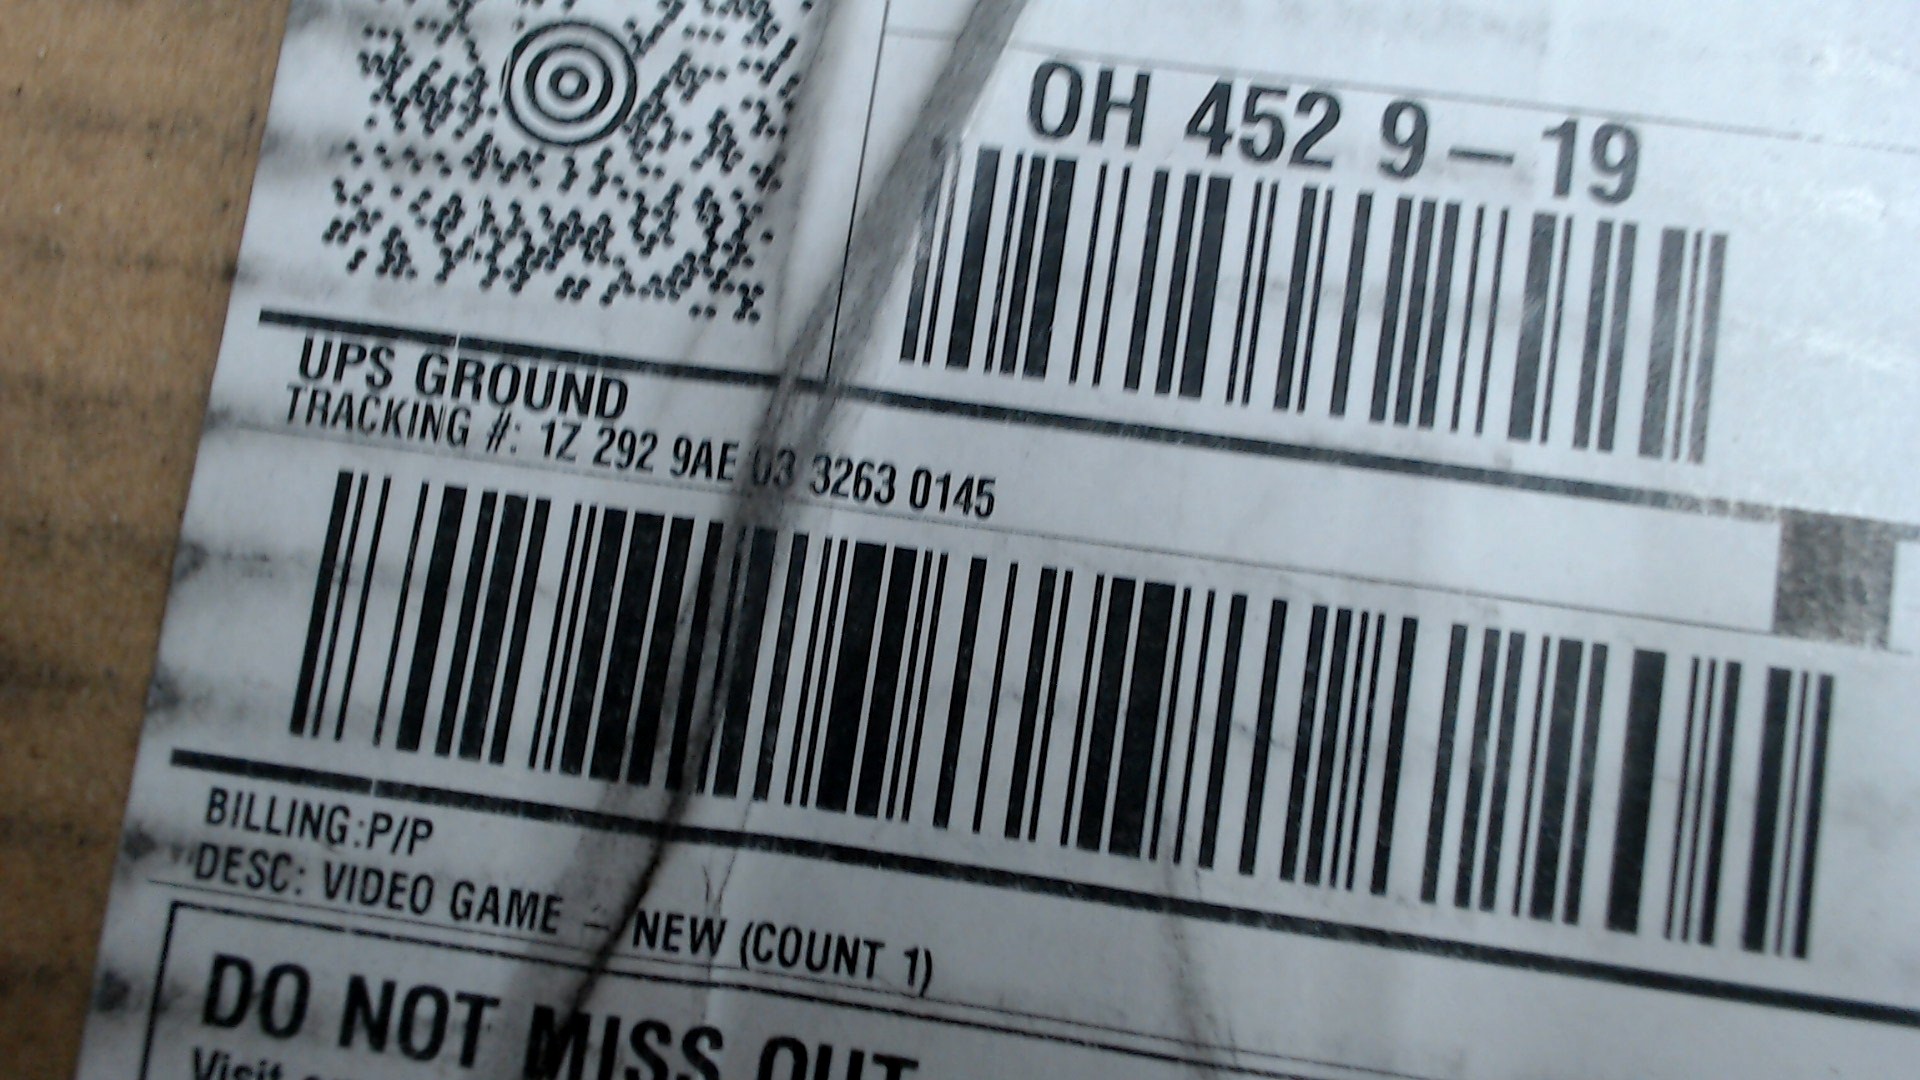 OH 452 9-19
UPS GROUND
TRACKING #: 1Z 292 9AE 03 3263 0145
BILLING:P/P
DESC: VIDEO GAME - NEW (COUNT 1)
DO NOT MISS OUT
Visit